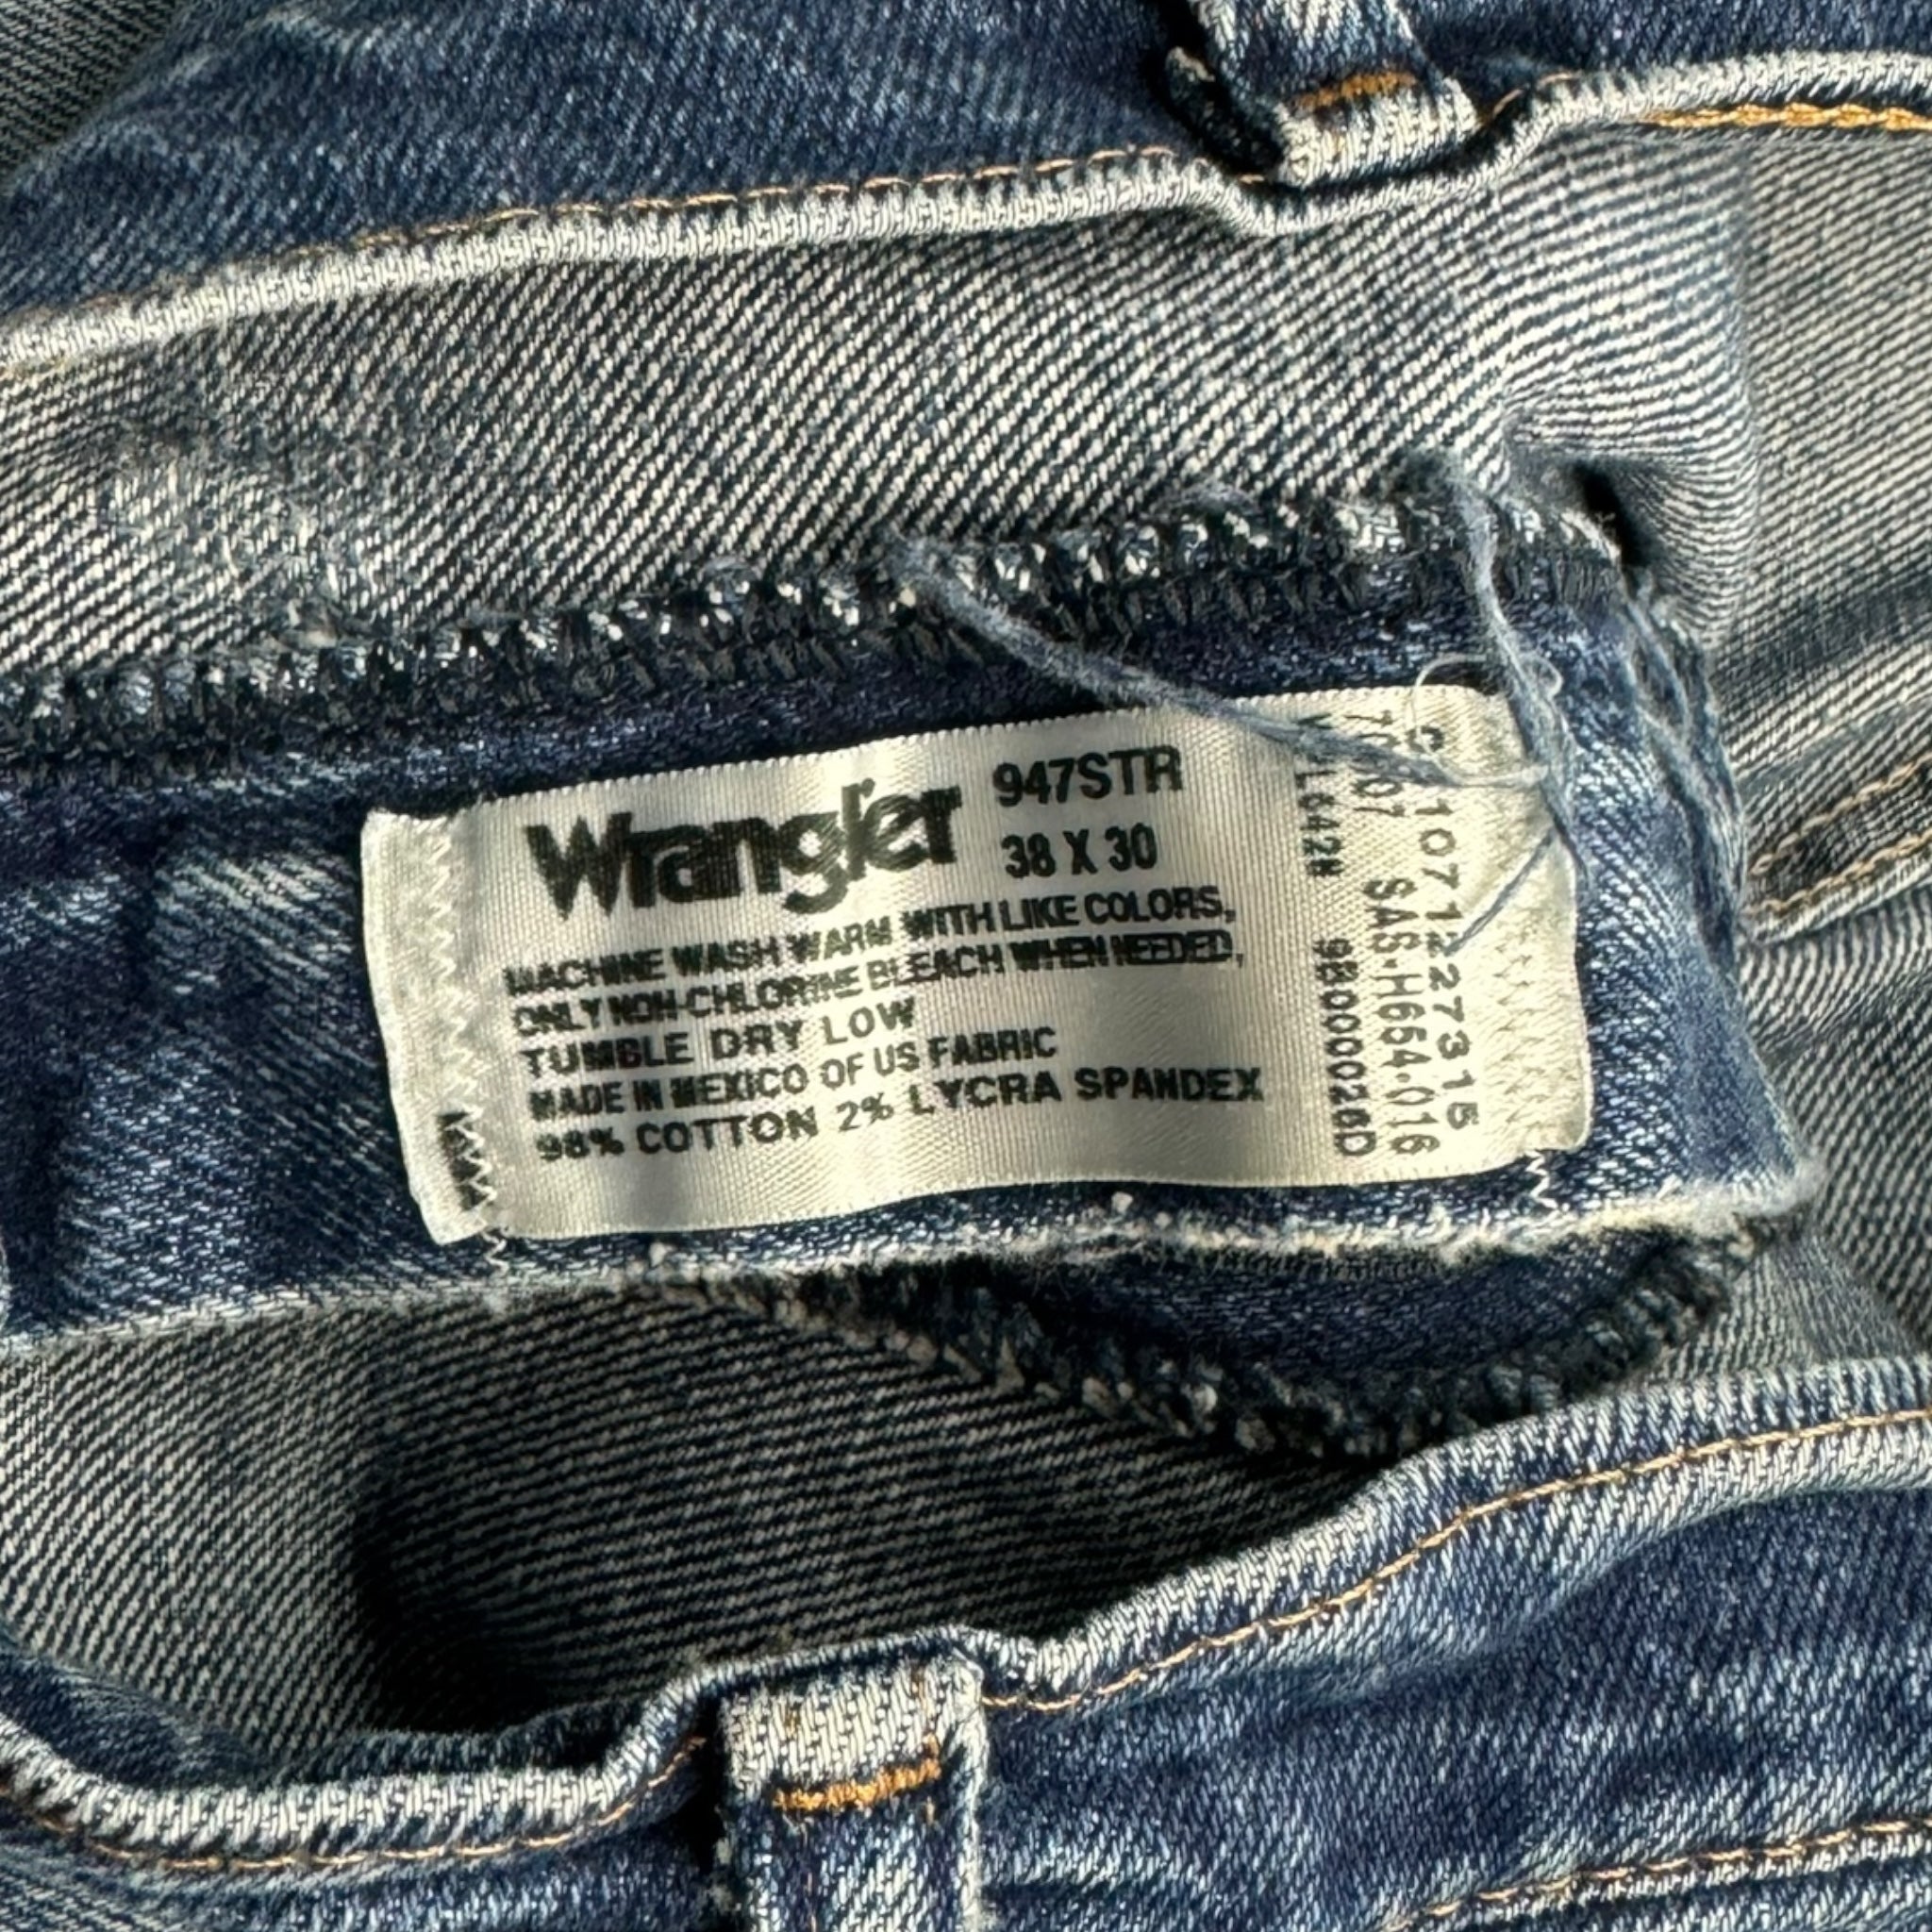 Wrangler
947STR
38 X 30
MACHINE WASH WARM WITH LIKE COLORS,
ONLY NON-CHLORINE BLEACH WHEN NEEDED,
TUMBLE DRY LOW
MADE IN MEXICO OF US FABRIC
98% COTTON 2% LYCRA SPANDEX
SAS-H654-016